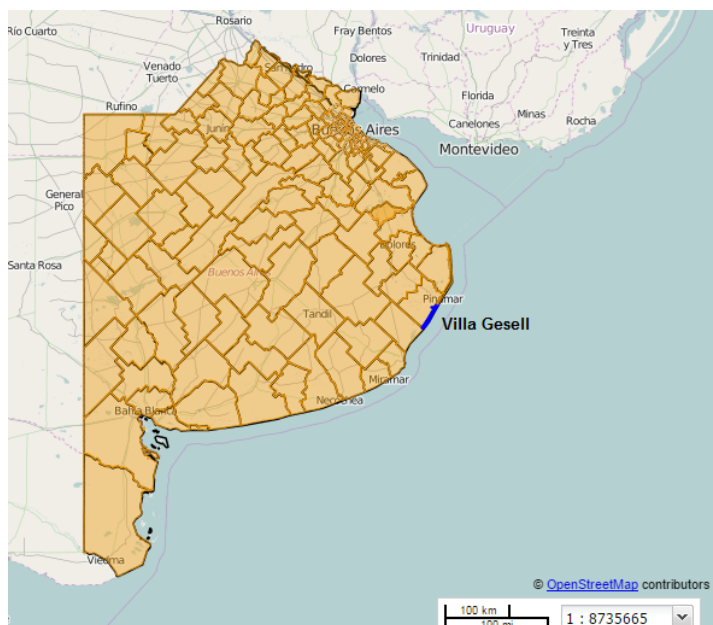 Río Cuarto
Rosario
Fray Bentos
Uruguay
Treinta
y Tres
Venado
Tuerto
Dolores
Trinidad
Carmelo
Florida
Rufino
Junín
Buenos Aires
Canelones
Minas
Rocha
Montevideo
General
Pico
Dolores
Santa Rosa
Buenos Aires
Pinamar
Tandil
Villa Gesell
Miramar
Necochea
Bahía Blanca
Viedma
© OpenStreetMap contributors
100 km
100 mi
1 : 8735665